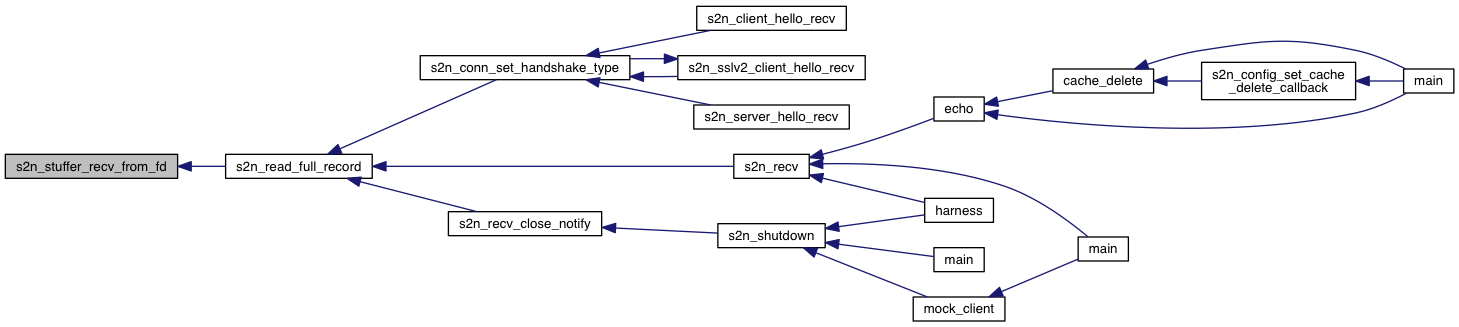 s2n_client_hello_recv
s2n_conn_set_handshake_type
s2n_sslv2_client_hello_recv
s2n_server_hello_recv
cache_delete
s2n_config_set_cache
_delete_callback
main
echo
s2n_stuffer_recv_from_fd
s2n_read_full_record
s2n_recv
harness
s2n_recv_close_notify
s2n_shutdown
main
main
mock_client